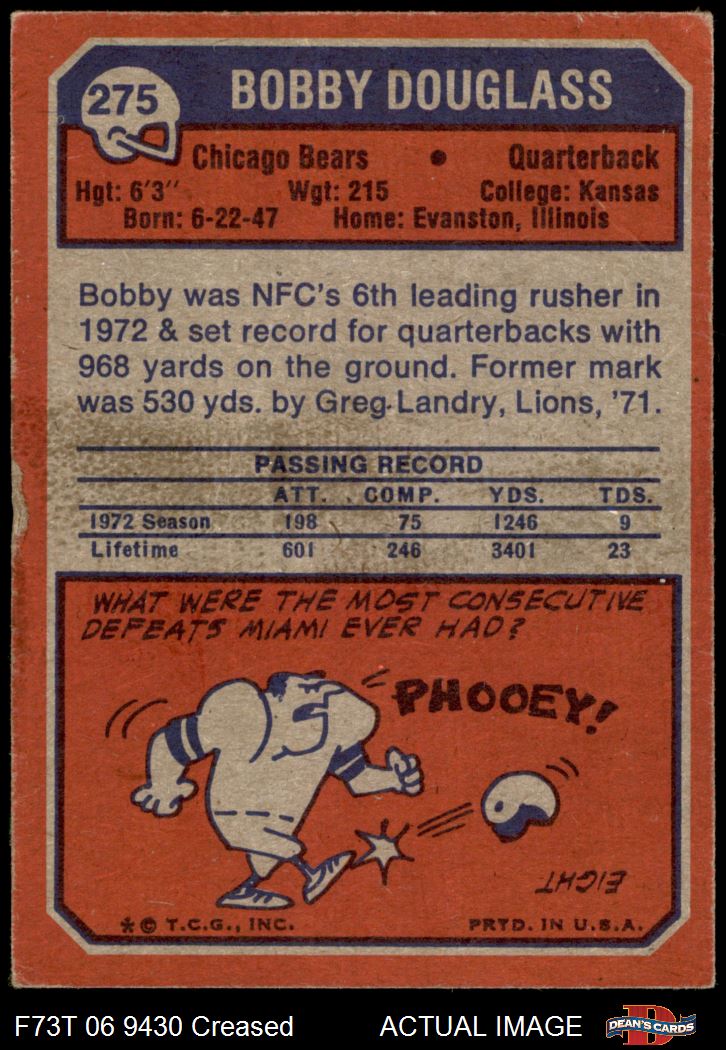 275
BOBBY DOUGLASS
Chicago Bears • Quarterback
Hgt: 6'3" Wgt: 215 College: Kansas
Born: 6-22-47 Home: Evanston, Illinois
Bobby was NFC's 6th leading rusher in
1972 & set record for quarterbacks with
968 yards on the ground. Former mark
was 530 yds. by Greg Landry, Lions, '71.
PASSING RECORD
ATT. COMP. YDS. TDS.
1972 Season 198 75 1246 9
Lifetime 601 246 3401 23
WHAT WERE THE MOST CONSECUTIVE
DEFEATS MIAMI EVER HAD?
PHOOEY!
EIGHT
* © T.C.G., INC. PRTD. IN U.S.A.
F73T 06 9430 Creased ACTUAL IMAGE
D
DEAN'S CARDS